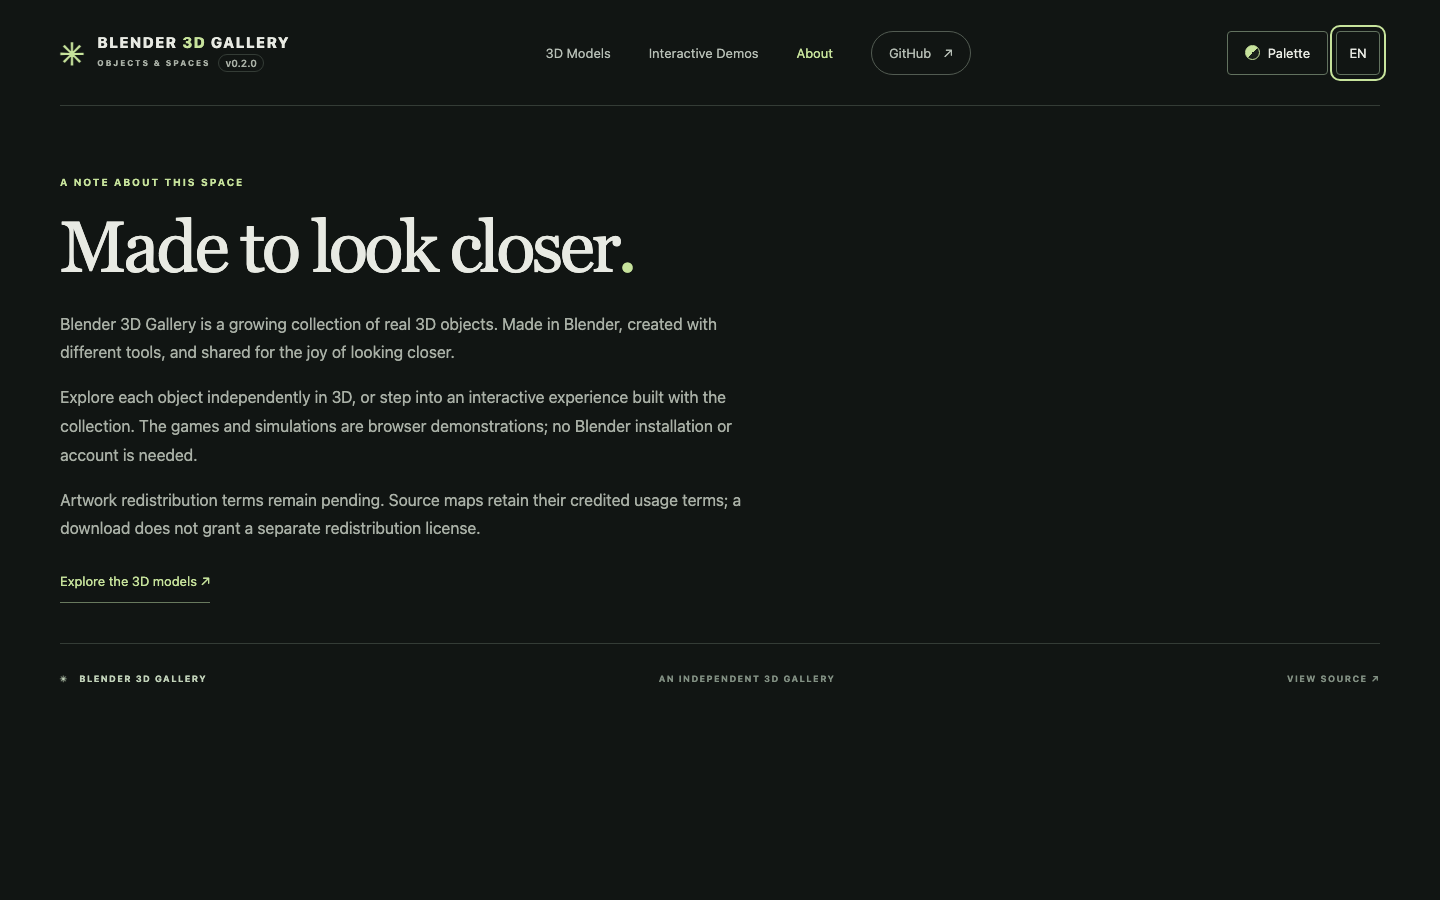 BLENDER 3D GALLERY
OBJECTS & SPACES v0.2.0
3D Models
Interactive Demos
About
GitHub ↗
Palette
EN
A NOTE ABOUT THIS SPACE
Made to look closer.
Blender 3D Gallery is a growing collection of real 3D objects. Made in Blender, created with
different tools, and shared for the joy of looking closer.
Explore each object independently in 3D, or step into an interactive experience built with the
collection. The games and simulations are browser demonstrations; no Blender installation or
account is needed.
Artwork redistribution terms remain pending. Source maps retain their credited usage terms; a
download does not grant a separate redistribution license.
Explore the 3D models ↗
BLENDER 3D GALLERY
AN INDEPENDENT 3D GALLERY
VIEW SOURCE ↗